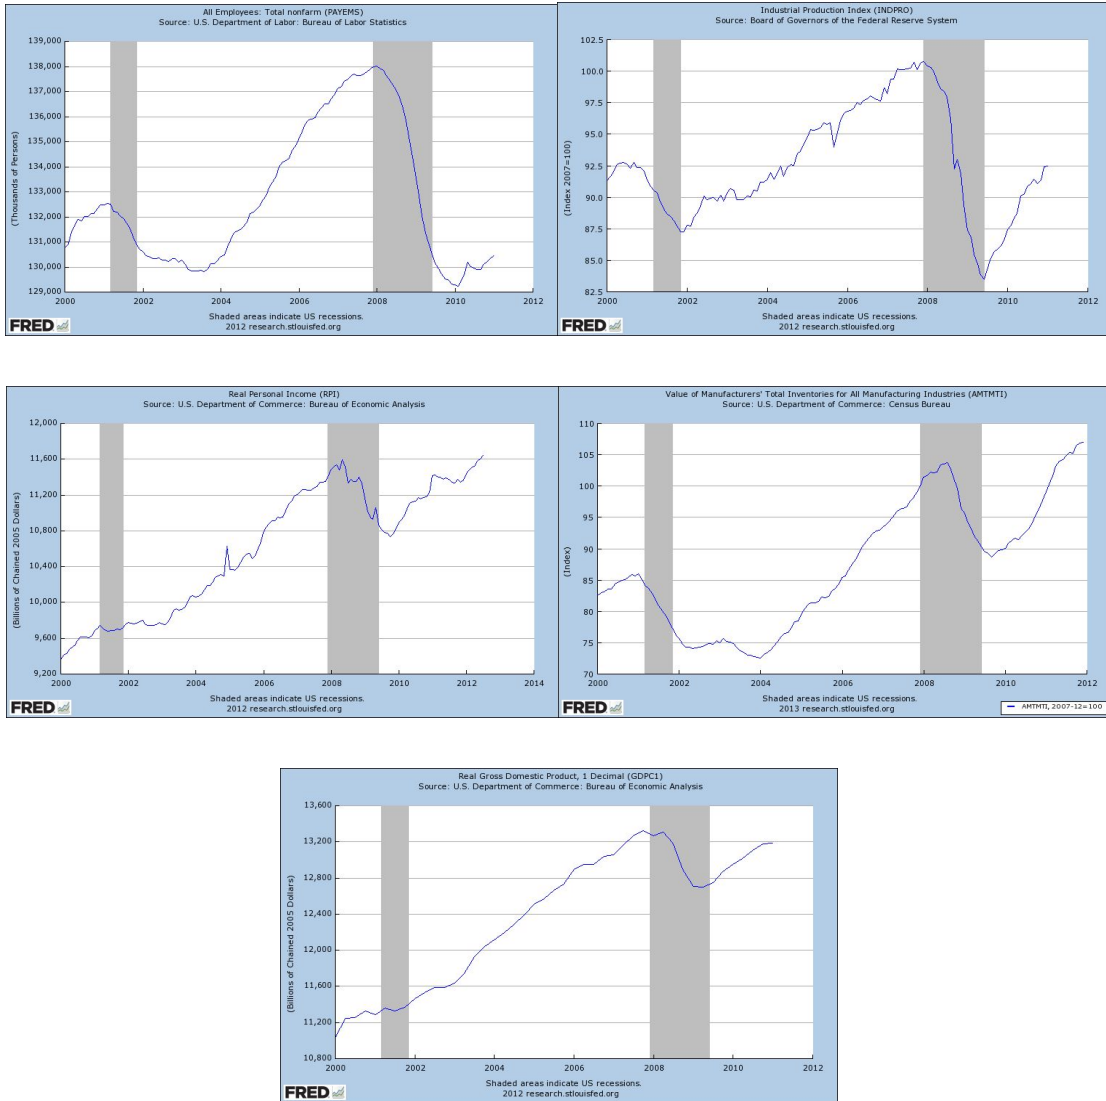 All Employees: Total nonfarm (PAYEMS)
Source: U.S. Department of Labor: Bureau of Labor Statistics
139,000
138,000
137,000
136,000
135,000
134,000
133,000
132,000
131,000
130,000
129,000
(Thousands of Persons)
2000 2002 2004 2006 2008 2010 2012
Shaded areas indicate US recessions.
2012 research.stlouisfed.org
FRED
Industrial Production Index (INDPRO)
Source: Board of Governors of the Federal Reserve System
102.5
100.0
97.5
95.0
92.5
90.0
87.5
85.0
82.5
(Index 2007=100)
2000 2002 2004 2006 2008 2010 2012
Shaded areas indicate US recessions.
2012 research.stlouisfed.org
FRED
Real Personal Income (RPI)
Source: U.S. Department of Commerce: Bureau of Economic Analysis
12,000
11,600
11,200
10,800
10,400
10,000
9,600
9,200
(Billions of Chained 2005 Dollars)
2000 2002 2004 2006 2008 2010 2012 2014
Shaded areas indicate US recessions.
2012 research.stlouisfed.org
FRED
Value of Manufacturers' Total Inventories for All Manufacturing Industries (AMTMTI)
Source: U.S. Department of Commerce: Census Bureau
110
105
100
95
90
85
80
75
70
(Index)
2000 2002 2004 2006 2008 2010 2012
Shaded areas indicate US recessions.
2013 research.stlouisfed.org
FRED
AMTMTI, 2007-12=100
Real Gross Domestic Product, 1 Decimal (GDPC1)
Source: U.S. Department of Commerce: Bureau of Economic Analysis
13,600
13,200
12,800
12,400
12,000
11,600
11,200
10,800
(Billions of Chained 2005 Dollars)
2000 2002 2004 2006 2008 2010 2012
Shaded areas indicate US recessions.
2012 research.stlouisfed.org
FRED